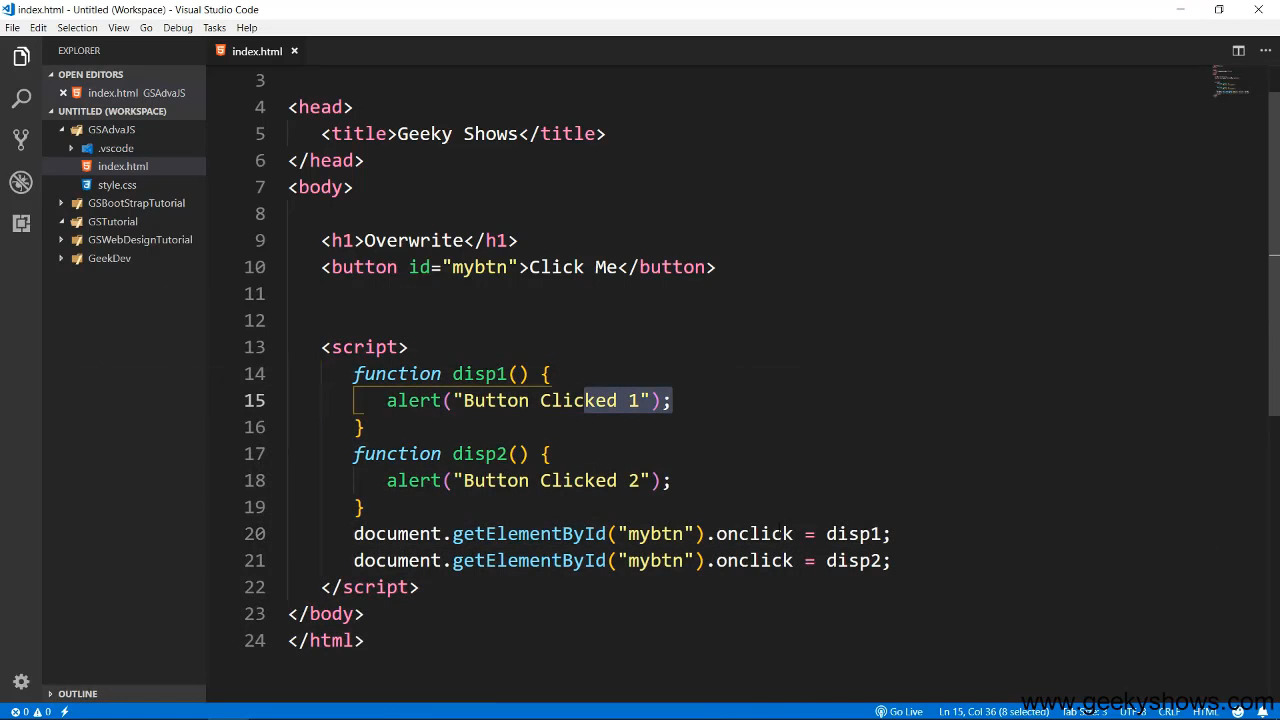 index.html - Untitled (Workspace) - Visual Studio Code
File Edit Selection View Go Debug Tasks Help
EXPLORER
OPEN EDITORS
index.html GSAdvaJS
UNTITLED (WORKSPACE)
GSAdvaJS
.vscode
index.html
style.css
GSBootStrapTutorial
GSTutorial
GSWebDesignTutorial
GeekDev
OUTLINE
index.html
3
4 <head>
5 <title>Geeky Shows</title>
6 </head>
7 <body>
8
9 <h1>Overwrite</h1>
10 <button id="mybtn">Click Me</button>
11
12
13 <script>
14 function disp1() {
15 alert("Button Clicked 1");
16 }
17 function disp2() {
18 alert("Button Clicked 2");
19 }
20 document.getElementById("mybtn").onclick = disp1;
21 document.getElementById("mybtn").onclick = disp2;
22 </script>
23 </body>
24 </html>
www.geekyshows.com
0 0 Go Live Ln 15, Col 36 (8 selected) Tab Size: 3 UTF-8 CRLF HTML